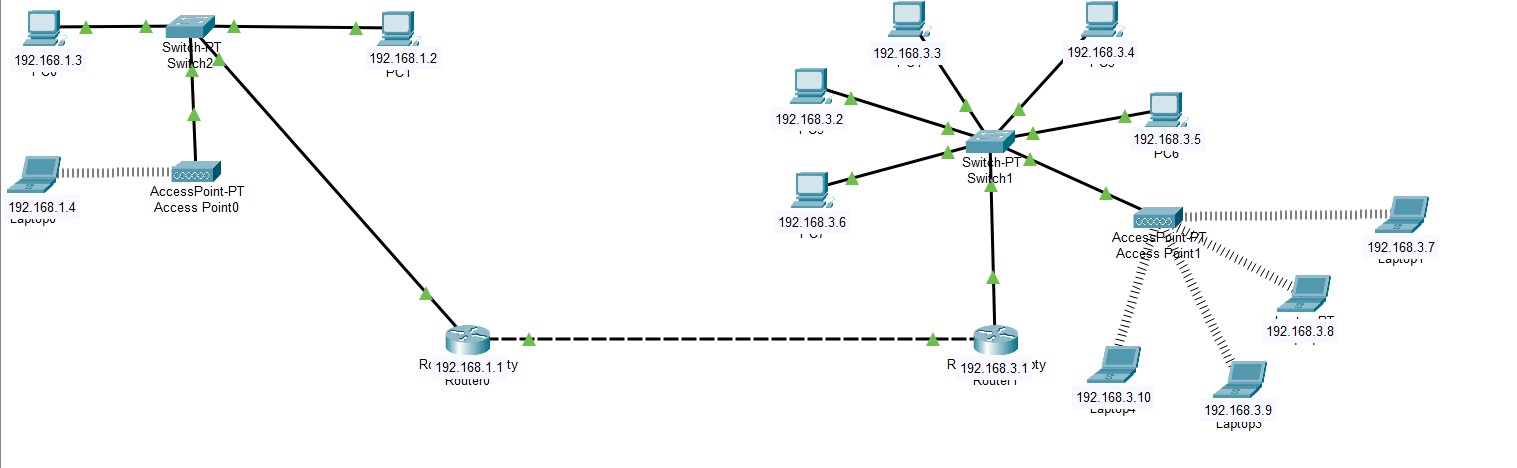 192.168.1.3
Switch-PT
Switch2
192.168.1.2
PC1
192.168.1.4
Laptop0
AccessPoint-PT
Access Point0
192.168.1.1
Router0
192.168.3.3
192.168.3.4
192.168.3.2
192.168.3.5
PC6
Switch-PT
Switch1
192.168.3.6
PC7
AccessPoint-PT
Access Point1
192.168.3.7
Laptop1
192.168.3.8
192.168.3.1
Router1
192.168.3.10
Laptop4
192.168.3.9
Laptop3